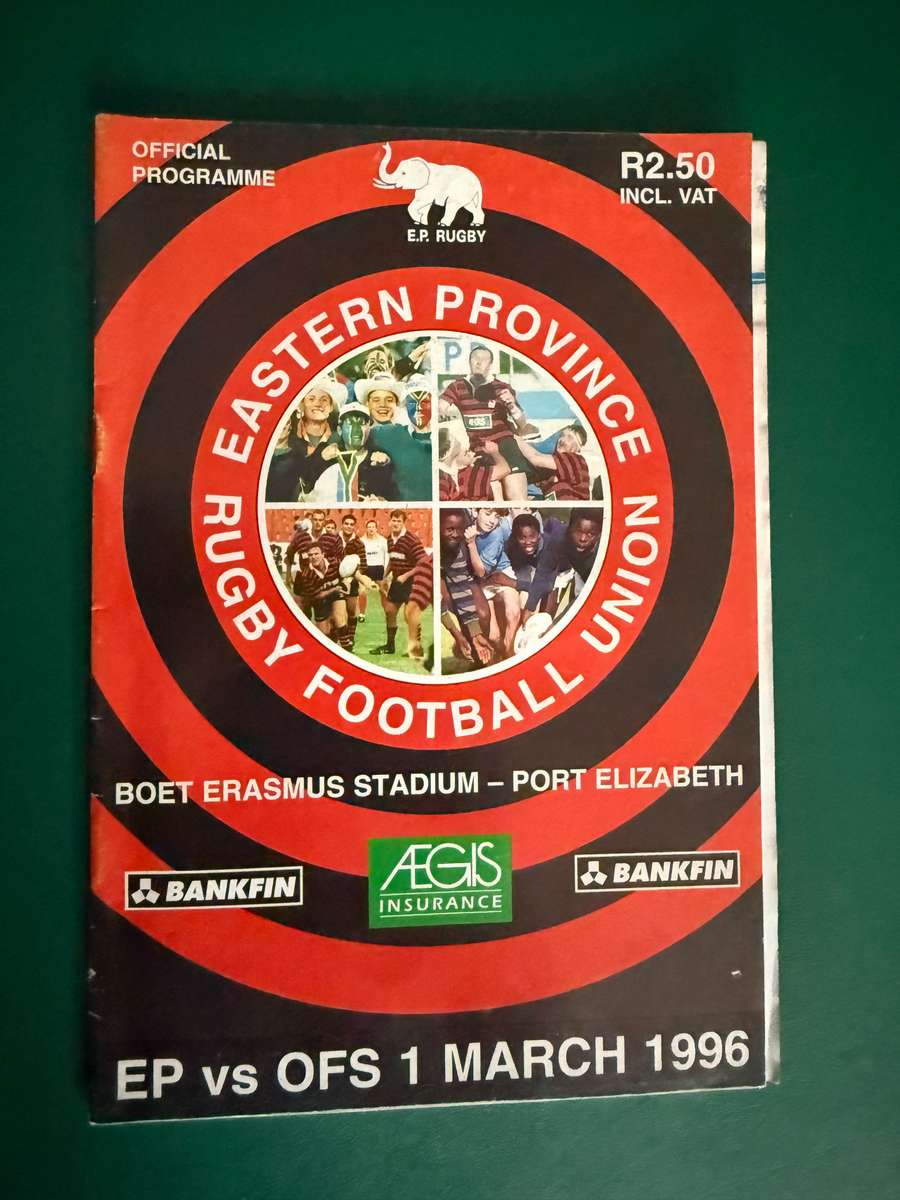 OFFICIAL
PROGRAMME
R2.50
INCL. VAT
E.P. RUGBY
EASTERN PROVINCE
RUGBY FOOTBALL UNION
BOET ERASMUS STADIUM – PORT ELIZABETH
BANKFIN
ÆGIS
INSURANCE
BANKFIN
EP vs OFS 1 MARCH 1996